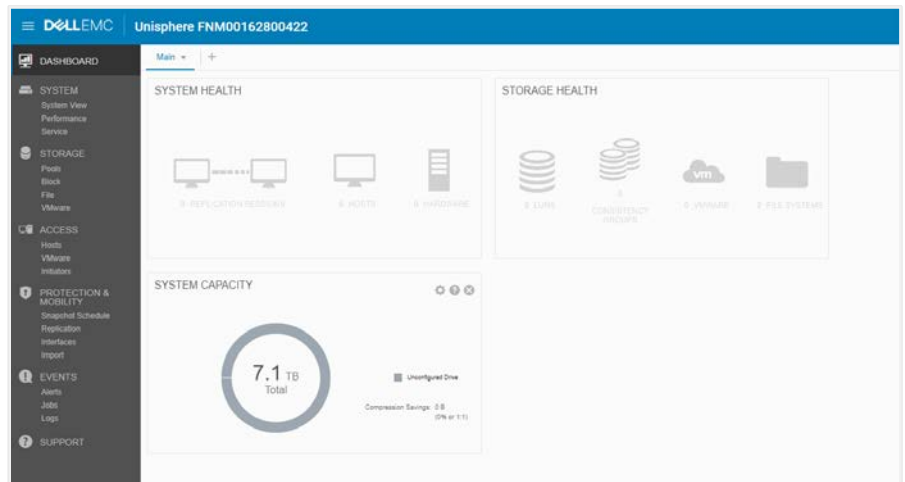 DELLEMC
Unisphere FNM00162800422
DASHBOARD
Main
SYSTEM
System View
Performance
Service
STORAGE
Pools
Block
File
VMware
ACCESS
Hosts
VMware
Initiators
PROTECTION &
MOBILITY
Snapshot Schedule
Replication
Interfaces
Import
EVENTS
Alerts
Jobs
Logs
SUPPORT
SYSTEM HEALTH
0 REPLICATION SESSIONS
HOSTS
HARDWARE
STORAGE HEALTH
0 LUNS
CONSISTENCY
GROUPS
vm
VMWARE
FILE SYSTEMS
SYSTEM CAPACITY
7.1 TB
Total
Unconfigured Drive
Compression Savings: 0 B
(0% or 1:1)